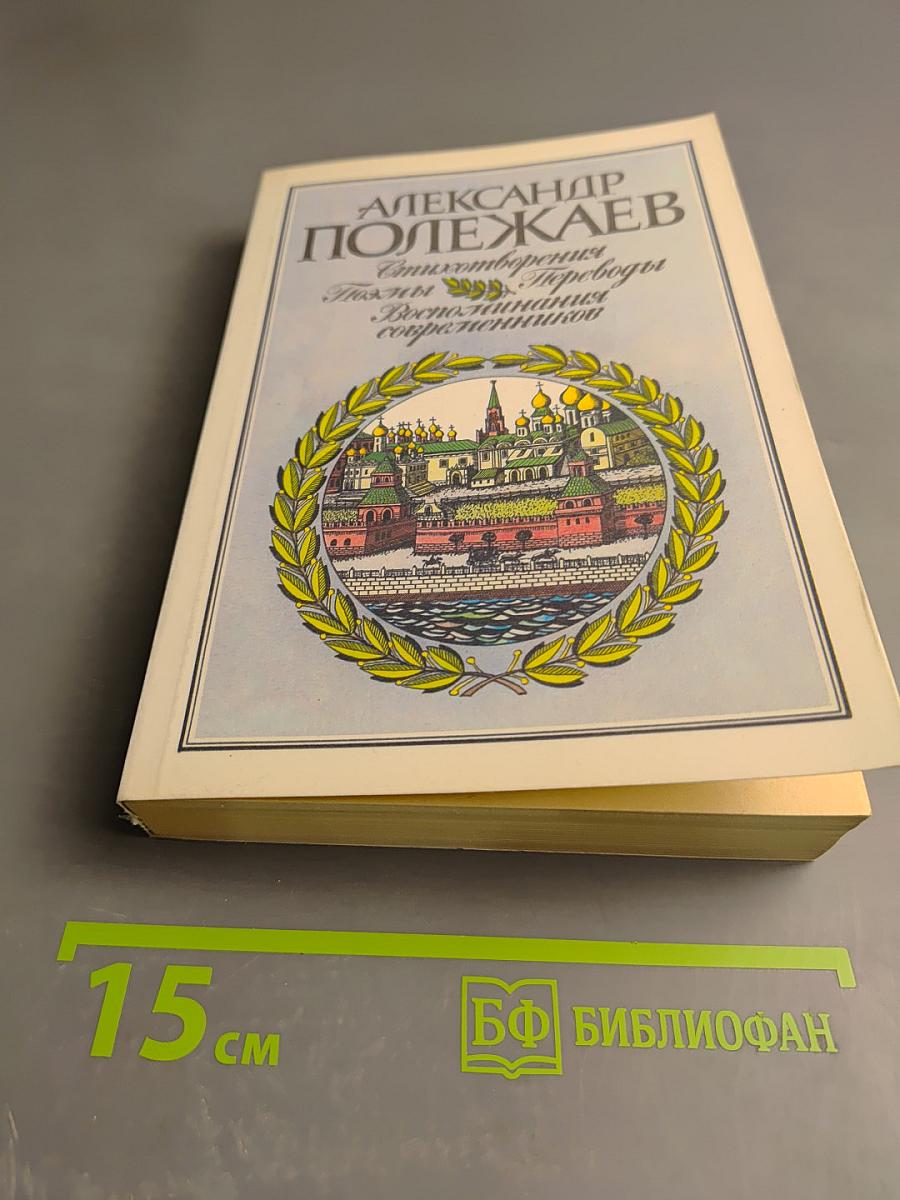 АЛЕКСАНДР
ПОЛЕЖАЕВ
Стихотворения
Поэмы Переводы
Воспоминания
современников
15 см
БФ БИБЛИОФАН